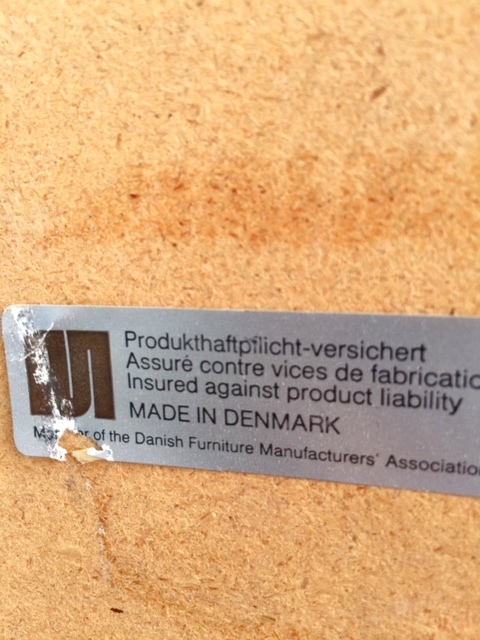 Produkthaftpflicht-versichert
Assuré contre vices de fabricatio
Insured against product liability
MADE IN DENMARK
of the Danish Furniture Manufacturers' Associatio